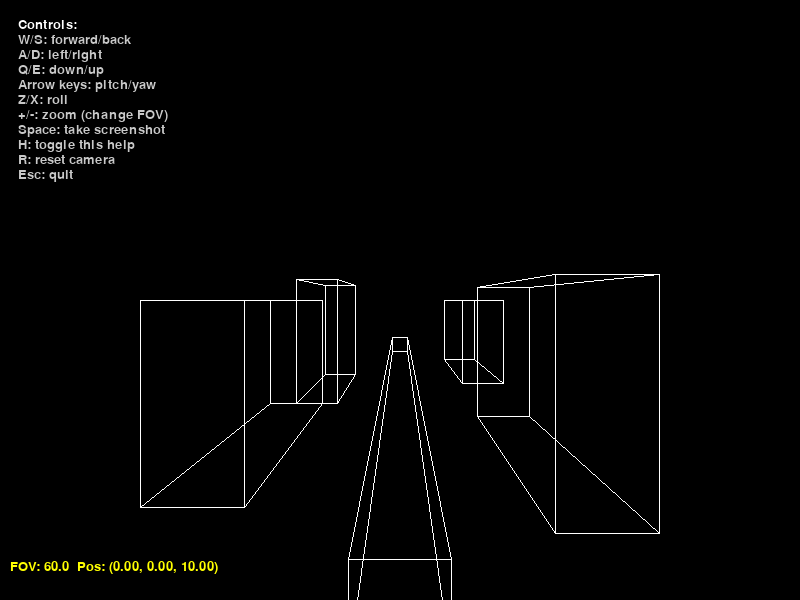 Controls:
W/S: forward/back
A/D: left/right
Q/E: down/up
Arrow keys: pitch/yaw
Z/X: roll
+/-: zoom (change FOV)
Space: take screenshot
H: toggle this help
R: reset camera
Esc: quit
FOV: 60.0  Pos: (0.00, 0.00, 10.00)